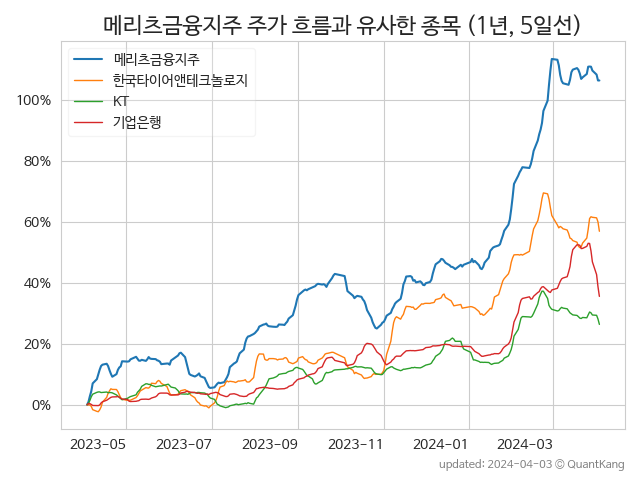 메리츠금융지주 주가 흐름과 유사한 종목 (1년, 5일선)
메리츠금융지주
한국타이어앤테크놀로지
KT
기업은행
100%
80%
60%
40%
20%
0%
2023-05 2023-07 2023-09 2023-11 2024-01 2024-03
updated: 2024-04-03 © QuantKang